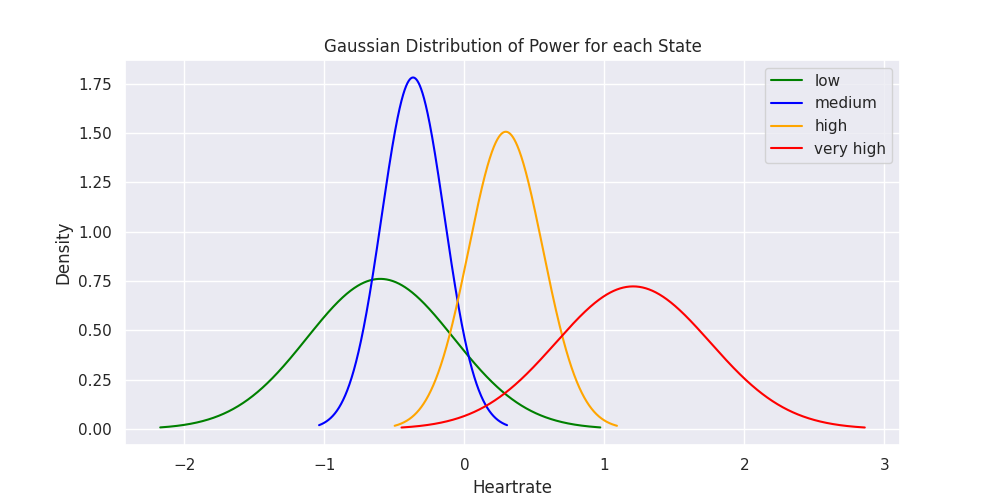 Gaussian Distribution of Power for each State
low
medium
high
very high
Density
1.75
1.50
1.25
1.00
0.75
0.50
0.25
0.00
−2 −1 0 1 2 3
Heartrate